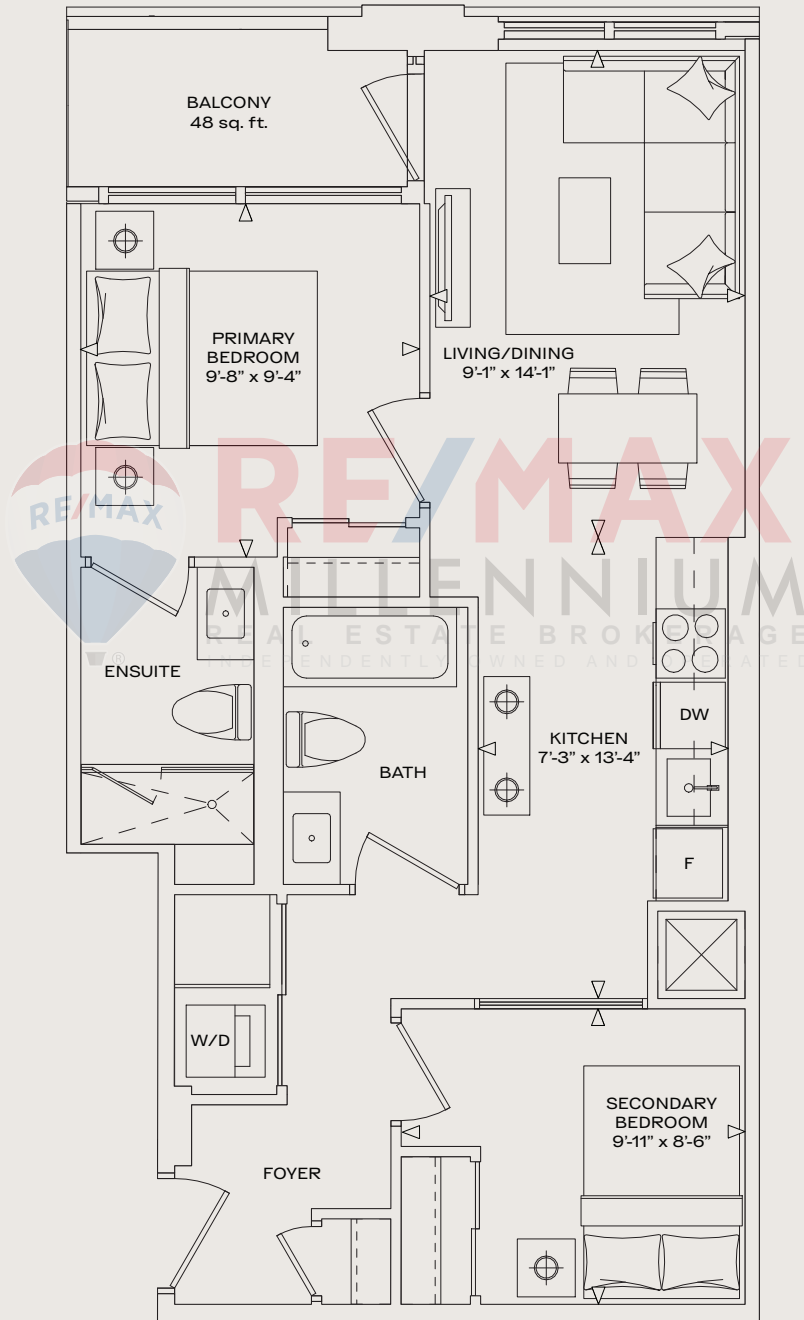 BALCONY
48 sq. ft.
PRIMARY
BEDROOM
9'-8” x 9'-4”
LIVING/DINING
9'-1” x 14'-1”
RE/MAX
RE/MAX
MILLENNIUM
REAL ESTATE BROKERAGE
INDEPENDENTLY OWNED AND OPERATED
®
ENSUITE
DW
KITCHEN
7'-3” x 13'-4”
BATH
F
W/D
SECONDARY
BEDROOM
9'-11” x 8'-6”
FOYER